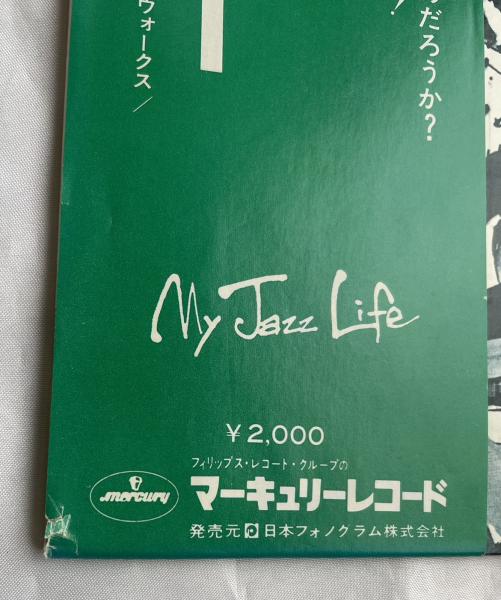 だろうか?
ウォークス/
My Jazz Life
¥2,000
フィリップス・レコード・グループの
mercury
マーキュリーレコード
発売元 日本フォノグラム株式会社